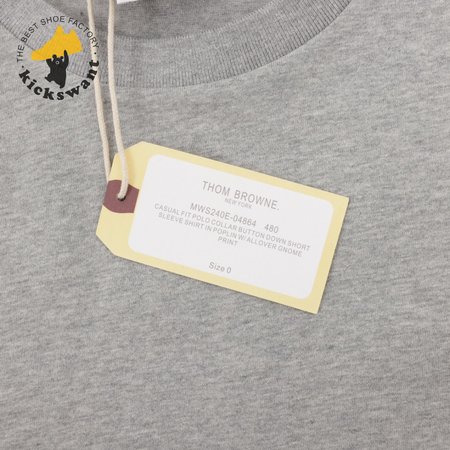 THE BEST SHOE FACTORY
kickswant
THOM BROWNE.
NEW YORK
MWS240E-04864 480
CASUAL FIT POLO COLLAR BUTTON DOWN SHORT
SLEEVE SHIRT IN POPLIN W/ ALLOVER GNOME
PRINT
Size 0